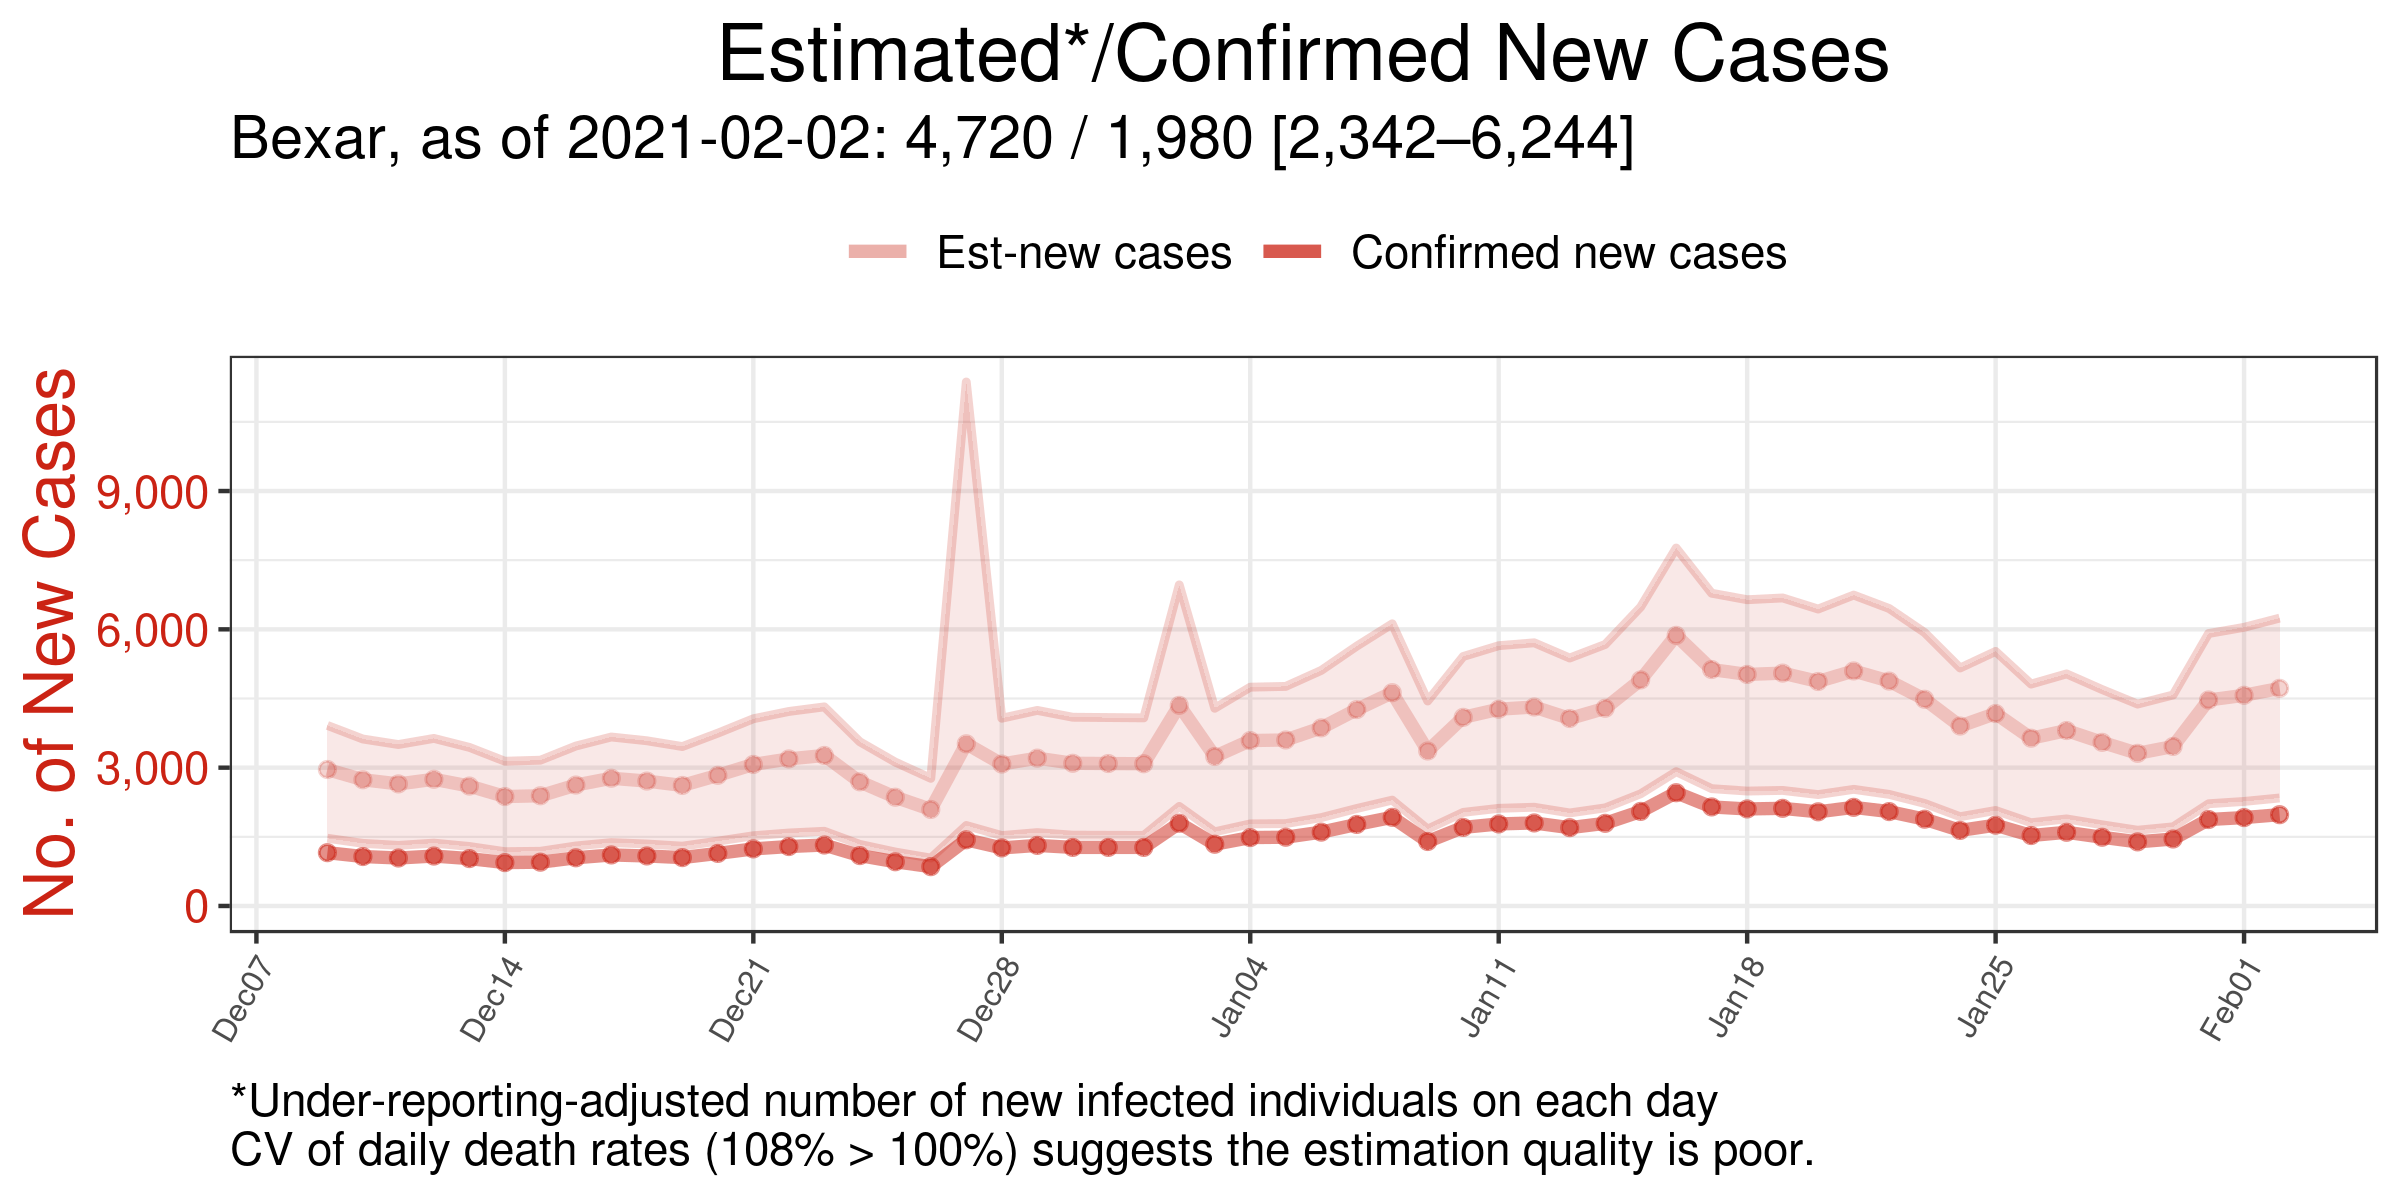 Estimated*/Confirmed New Cases
Bexar, as of 2021-02-02: 4,720 / 1,980 [2,342–6,244]
Est-new cases
Confirmed new cases
No. of New Cases
9,000
6,000
3,000
0
Dec07
Dec14
Dec21
Dec28
Jan04
Jan11
Jan18
Jan25
Feb01
*Under-reporting-adjusted number of new infected individuals on each day
CV of daily death rates (108% > 100%) suggests the estimation quality is poor.